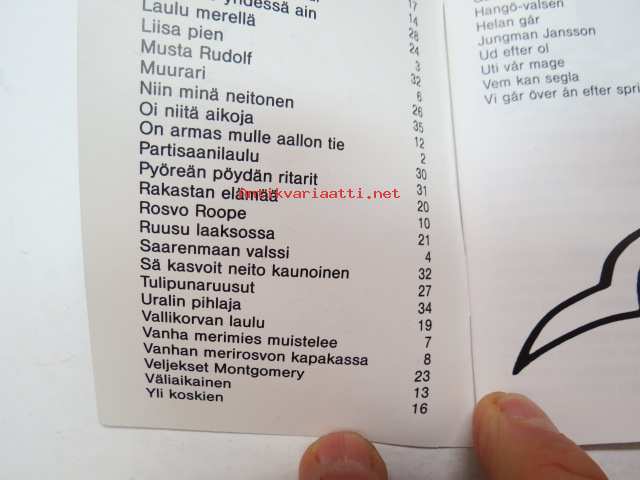 yhdessä ain 17
Laulu merellä 14
Liisa pien 28
Musta Rudolf 24
Muurari 3
Niin minä neitonen 32
Oi niitä aikoja 6
On armas mulle aallon tie 26
Partisaanilaulu 35
Pyöreän pöydän ritarit 12
Rakastan elämää 2
Rosvo Roope 30
Ruusu laaksossa 31
Saarenmaan valssi 20
Sä kasvoit neito kaunoinen 10
Tulipunaruusut 21
Uralin pihlaja 4
Vallikorvan laulu 32
Vanha merimies muistelee 27
Vanhan merirosvon kapakassa 34
Veljekset Montgomery 19
Väliaikainen 7
Yli koskien 8
23
13
16
Hangö-valsen
Helan går
Jungman Jansson
Ud efter ol
Uti vår mage
Vem kan segla
Vi går över ån efter spri
Antikvariaatti.net